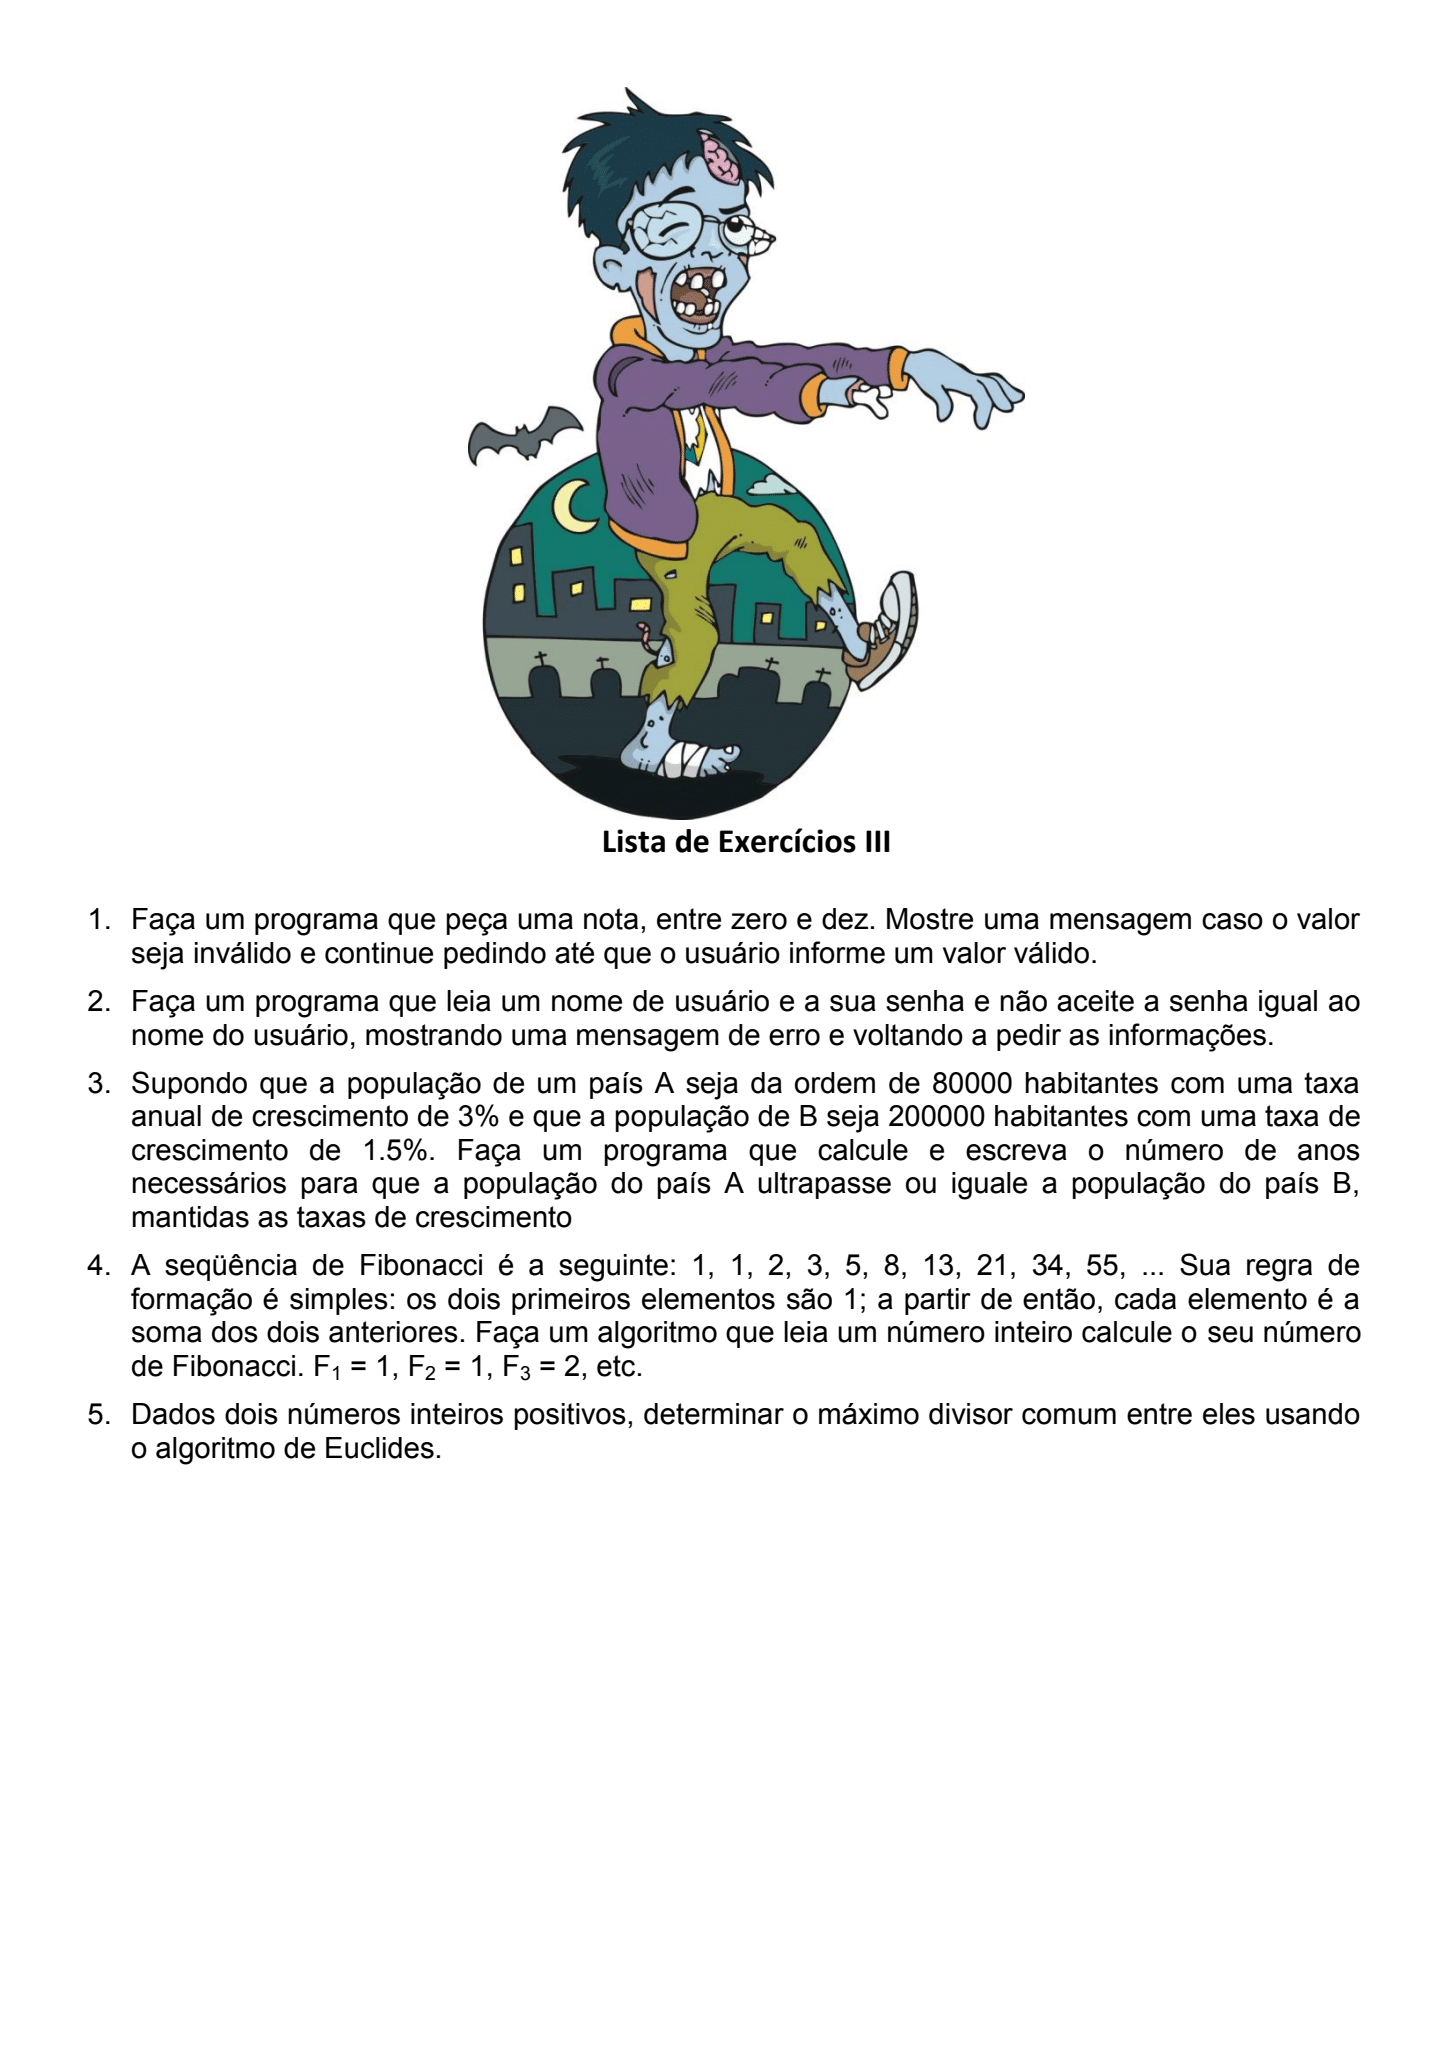 Lista de Exercícios III
1. Faça um programa que peça uma nota, entre zero e dez. Mostre uma mensagem caso o valor
seja inválido e continue pedindo até que o usuário informe um valor válido.
2. Faça um programa que leia um nome de usuário e a sua senha e não aceite a senha igual ao
nome do usuário, mostrando uma mensagem de erro e voltando a pedir as informações.
3. Supondo que a população de um país A seja da ordem de 80000 habitantes com uma taxa
anual de crescimento de 3% e que a população de B seja 200000 habitantes com uma taxa de
crescimento de 1.5%. Faça um programa que calcule e escreva o número de anos
necessários para que a população do país A ultrapasse ou iguale a população do país B,
mantidas as taxas de crescimento
4. A seqüência de Fibonacci é a seguinte: 1, 1, 2, 3, 5, 8, 13, 21, 34, 55, ... Sua regra de
formação é simples: os dois primeiros elementos são 1; a partir de então, cada elemento é a
soma dos dois anteriores. Faça um algoritmo que leia um número inteiro calcule o seu número
de Fibonacci. F₁ = 1, F₂ = 1, F₃ = 2, etc.
5. Dados dois números inteiros positivos, determinar o máximo divisor comum entre eles usando
o algoritmo de Euclides.